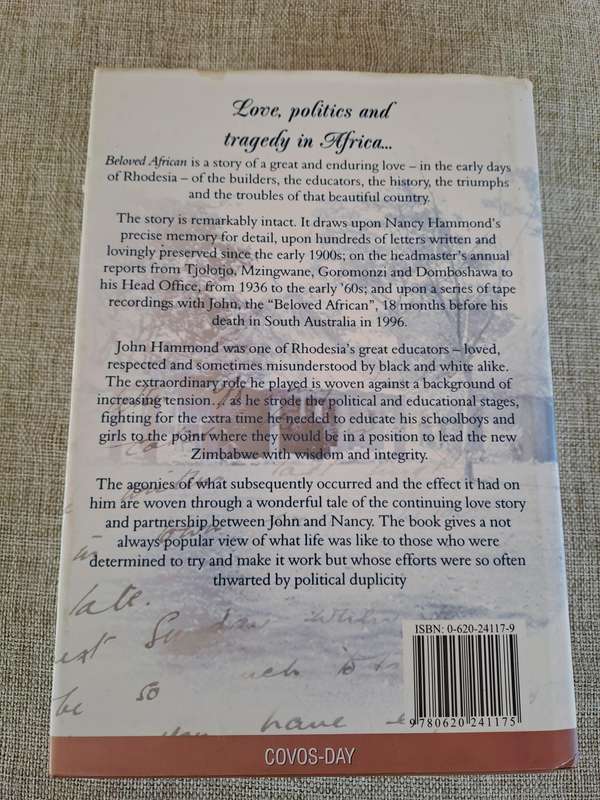 Love, politics and
tragedy in Africa...
Beloved African is a story of a great and enduring love – in the early days
of Rhodesia – of the builders, the educators, the history, the triumphs
and the troubles of that beautiful country.
The story is remarkably intact. It draws upon Nancy Hammond's
precise memory for detail, upon hundreds of letters written and
lovingly preserved since the early 1900s; on the headmaster's annual
reports from Tjolotjo, Mzingwane, Goromonzi and Domboshawa to
his Head Office, from 1936 to the early '60s; and upon a series of tape
recordings with John, the "Beloved African", 18 months before his
death in South Australia in 1996.
John Hammond was one of Rhodesia's great educators – loved,
respected and sometimes misunderstood by black and white alike.
The extraordinary role he played is woven against a background of
increasing tension... as he strode the political and educational stages,
fighting for the extra time he needed to educate his schoolboys and
girls to the point where they would be in a position to lead the new
Zimbabwe with wisdom and integrity.
The agonies of what subsequently occurred and the effect it had on
him are woven through a wonderful tale of the continuing love story
and partnership between John and Nancy. The book gives a not
always popular view of what life was like to those who were
determined to try and make it work but whose efforts were so often
thwarted by political duplicity
late.
be so
you have
ISBN: 0-620-24117-9
9 780620 241175
COVOS-DAY